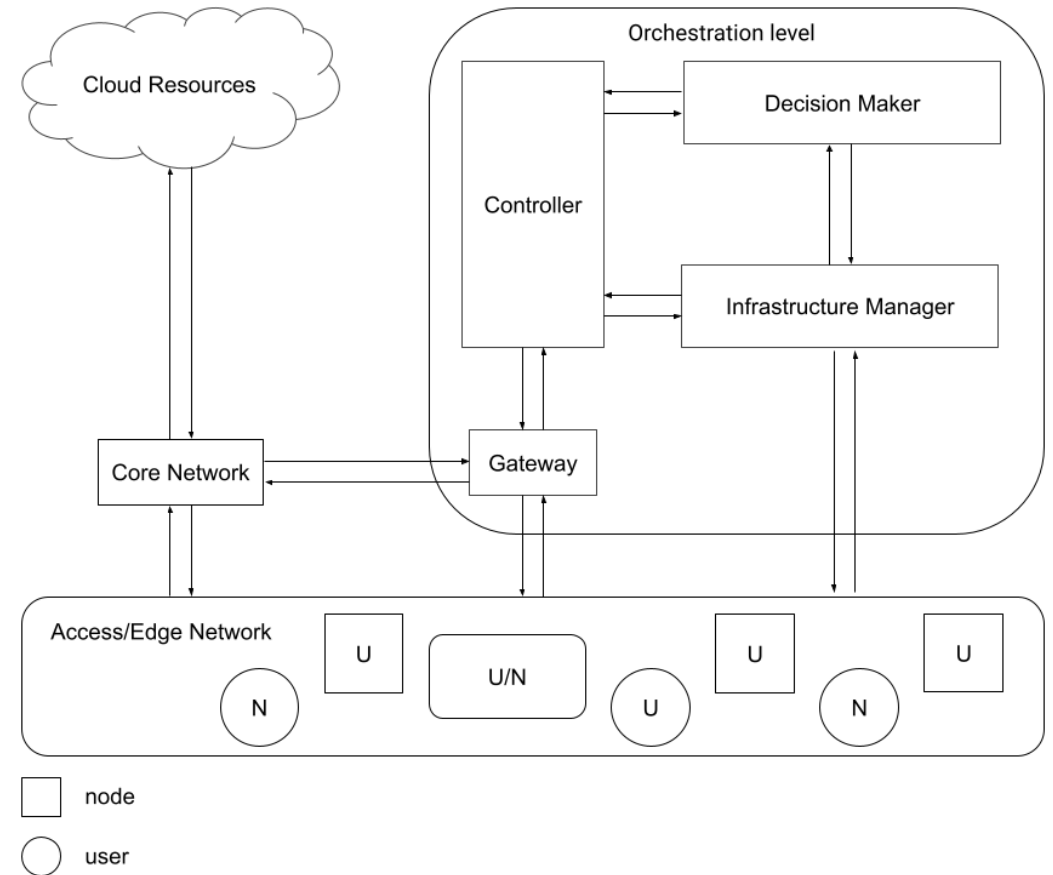 Orchestration level
Cloud Resources
Decision Maker
Controller
Infrastructure Manager
Gateway
Core Network
Access/Edge Network
U
U
U
U/N
N
U
N
node
user